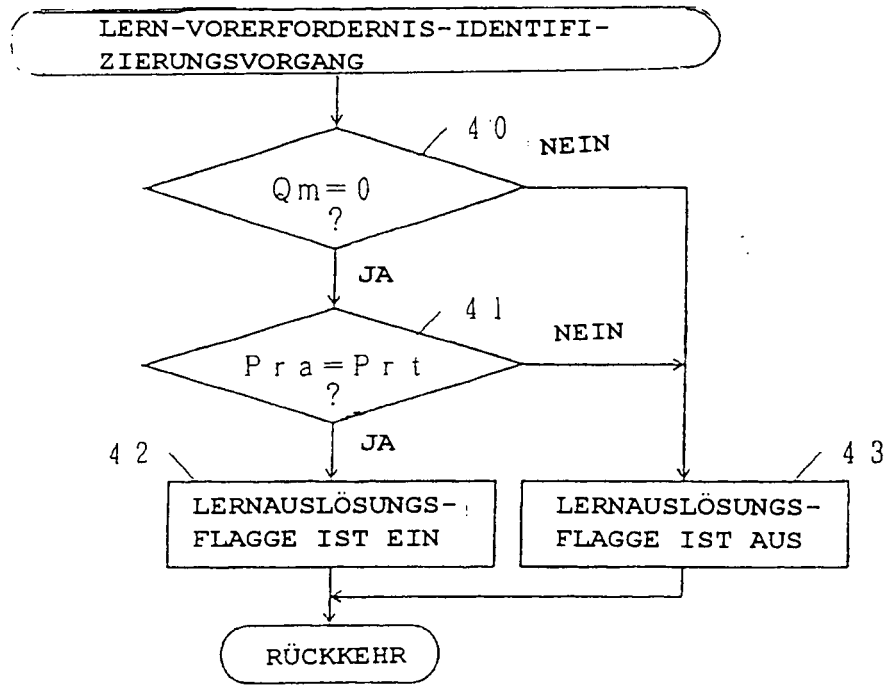 LERN-VORERFORDERNIS-IDENTIFI-
ZIERUNGSVORGANG
40
NEIN
Qm=0
?
JA
41
NEIN
Pra=Prt
?
JA
42
43
LERNAUSLÖSUNGS-
FLAGGE IST EIN
LERNAUSLÖSUNGS-
FLAGGE IST AUS
RÜCKKEHR